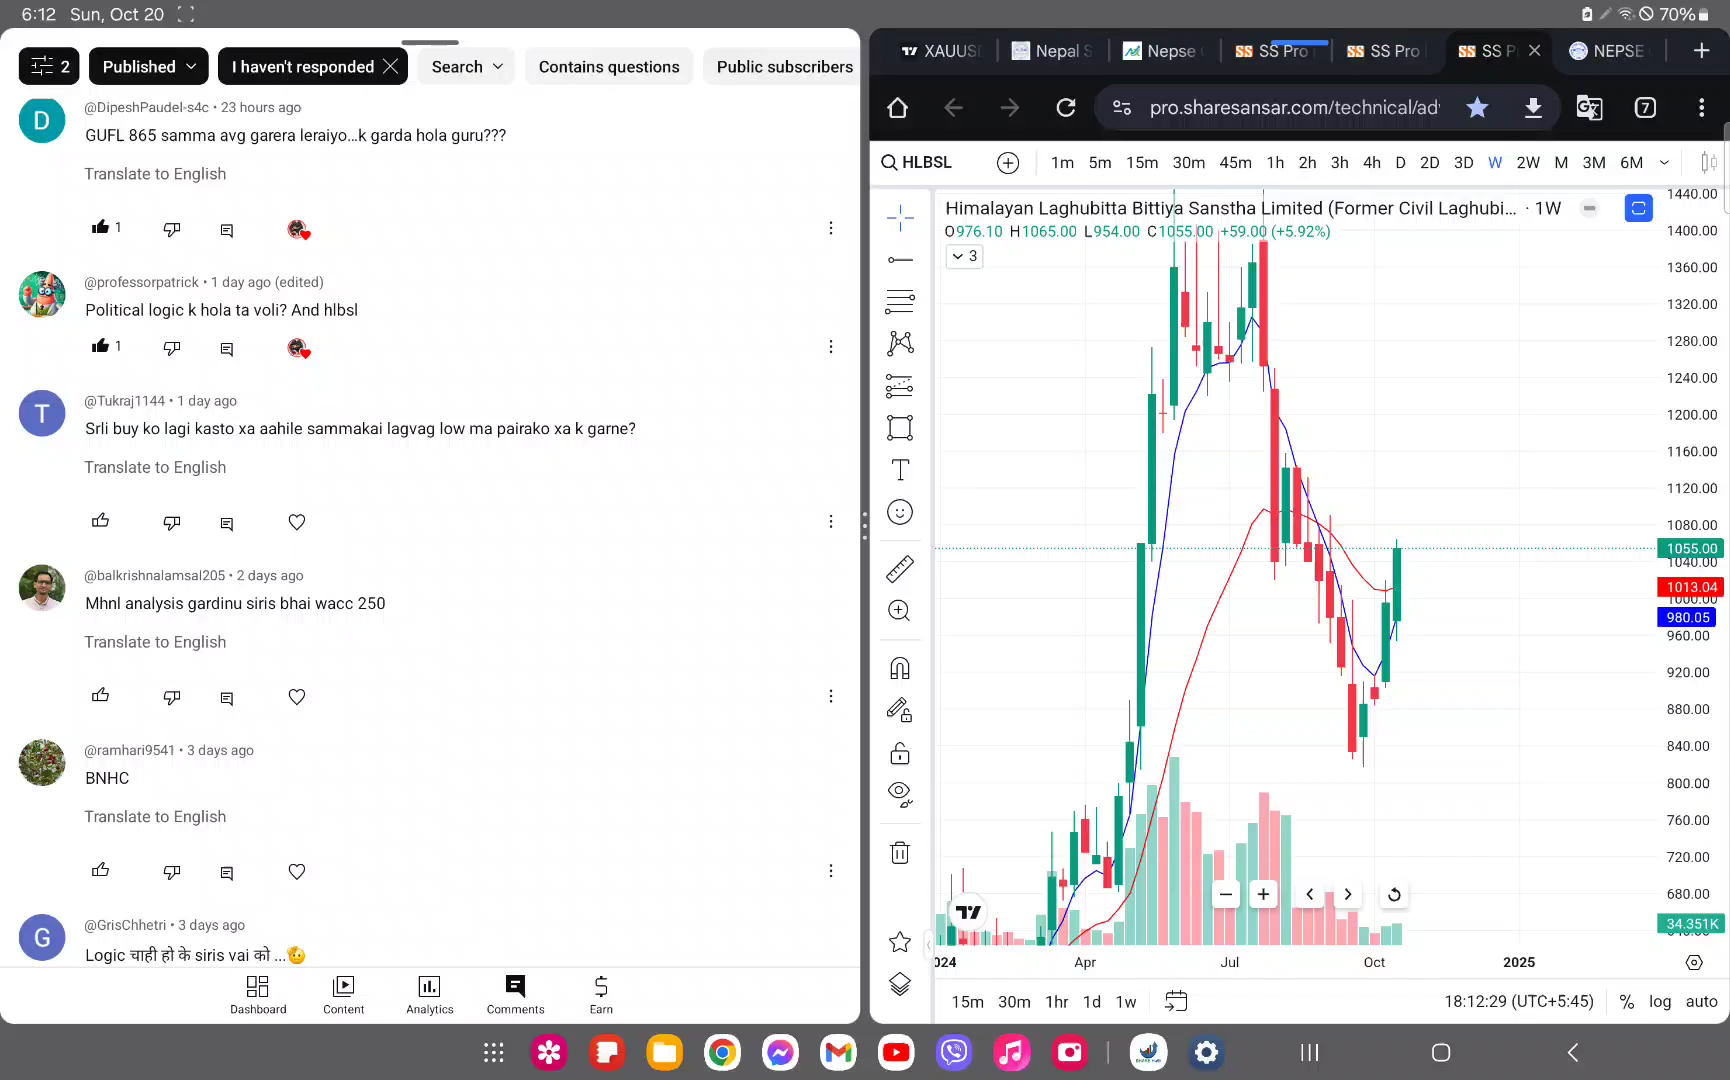 6:12 Sun, Oct 20
70%
2
Published
I haven't responded
Search
Contains questions
Public subscribers
D
@DipeshPaudel-s4c • 23 hours ago
GUFL 865 samma avg garera leraiyo...k garda hola guru???
Translate to English
1
@professorpatrick • 1 day ago (edited)
Political logic k hola ta voli? And hlbsl
1
T
@Tukraj1144 • 1 day ago
Srli buy ko lagi kasto xa aahile sammakai lagvag low ma pairako xa k garne?
Translate to English
@balkrishnalamsal205 • 2 days ago
Mhnl analysis gardinu siris bhai wacc 250
Translate to English
@ramhari9541 • 3 days ago
BNHC
Translate to English
G
@GrisChhetri • 3 days ago
Logic चाही हो के siris vai को ...🫡
Dashboard
Content
Analytics
Comments
Earn
XAUUS
Nepal S
Nepse
SS Pro
SS Pro
SS P
NEPSE
pro.sharesansar.com/technical/ad
7
HLBSL
1m 5m 15m 30m 45m 1h 2h 3h 4h D 2D 3D W 2W M 3M 6M
Himalayan Laghubitta Bittiya Sanstha Limited (Former Civil Laghubi... · 1W
O976.10 H1065.00 L954.00 C1055.00 +59.00 (+5.92%)
3
1440.00
1400.00
1360.00
1320.00
1280.00
1240.00
1200.00
1160.00
1120.00
1080.00
1055.00
1040.00
1013.04
1000.00
980.05
960.00
920.00
880.00
840.00
800.00
760.00
720.00
680.00
34.351K
2024 Apr Jul Oct 2025
15m 30m 1hr 1d 1w
18:12:29 (UTC+5:45) % log auto